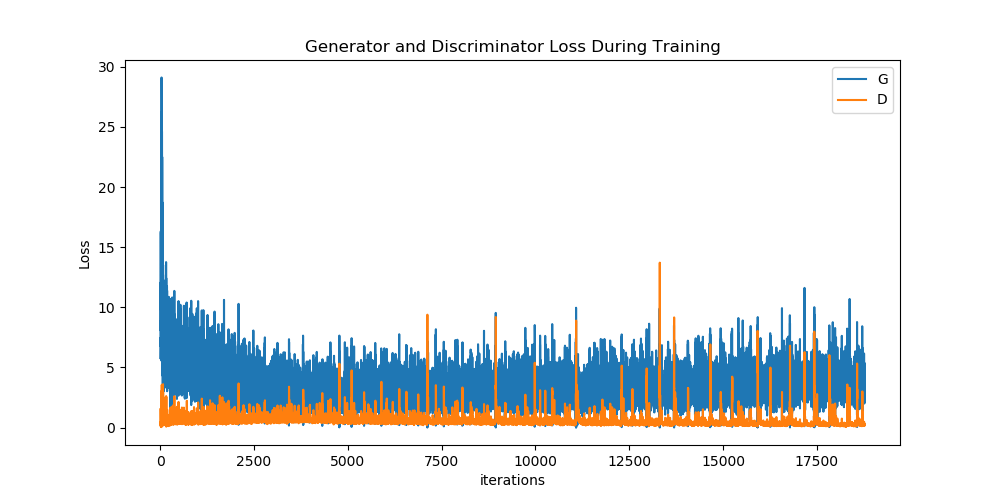 Generator and Discriminator Loss During Training
G
D
30
25
20
15
10
5
0
Loss
0 2500 5000 7500 10000 12500 15000 17500
iterations